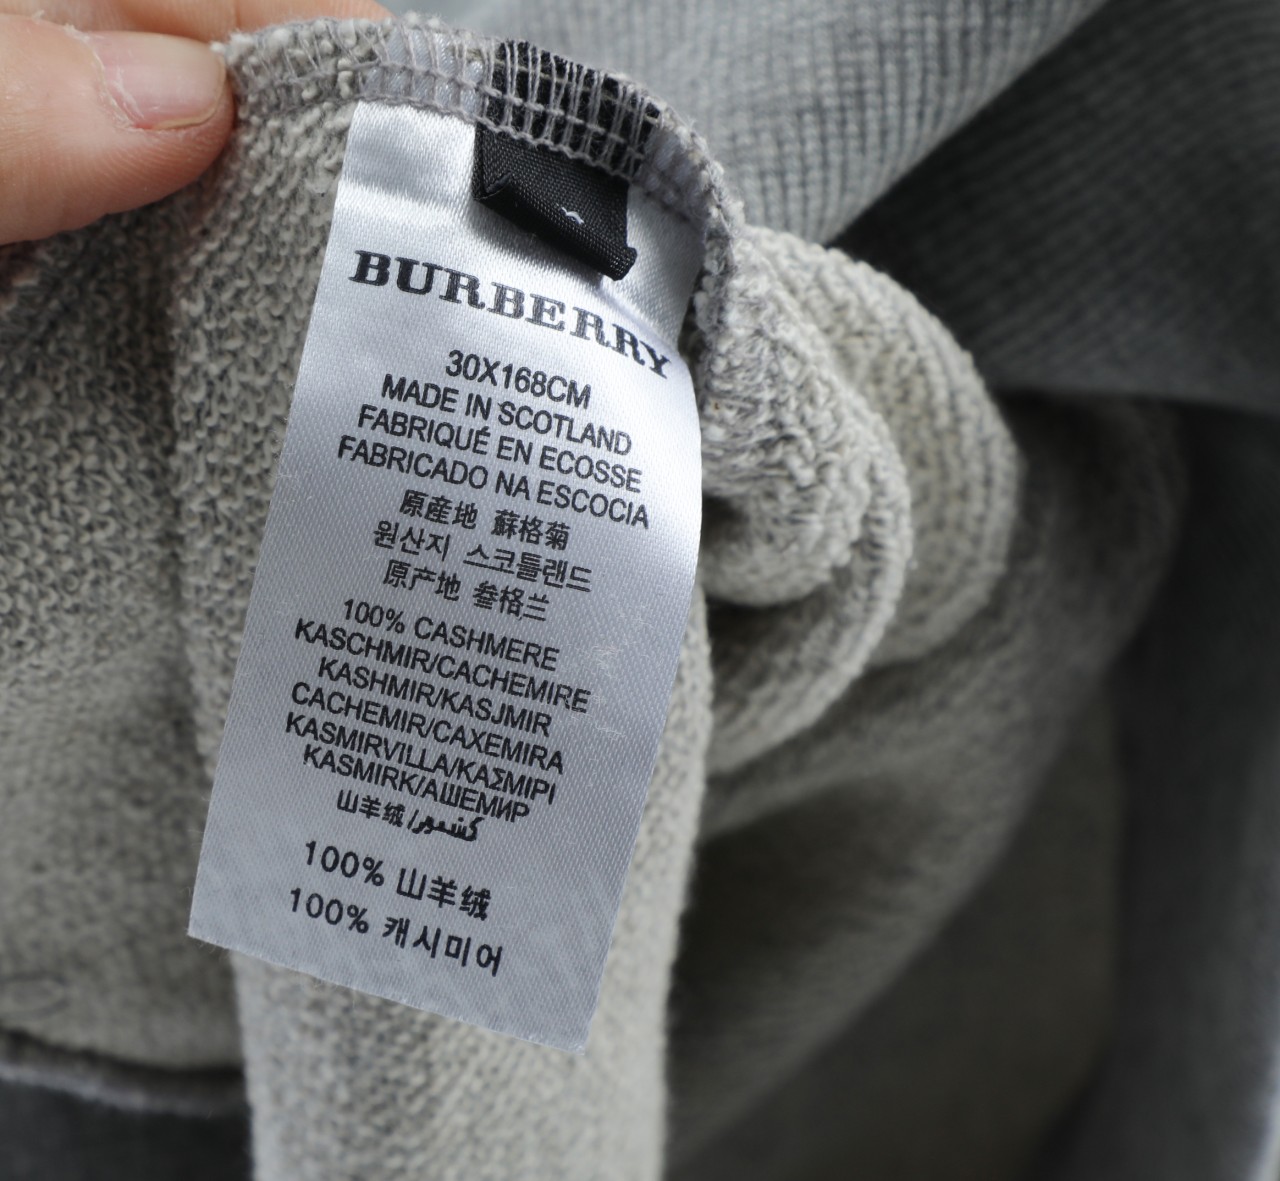 BURBERRY
30X168CM
MADE IN SCOTLAND
FABRIQUÉ EN ECOSSE
FABRICADO NA ESCOCIA
原産地 蘇格菊
원산지 스코틀랜드
原产地 叁格兰
100% CASHMERE
KASCHMIR/CACHEMIRE
KASHMIR/KASJMIR
CACHEMIR/CAXEMIRA
KASMIRVILLA/ΚΑΣΜΙΡΙ
KASMIRK/АШЕМИР
山羊绒/كشمير
100% 山羊绒
100% 캐시미어